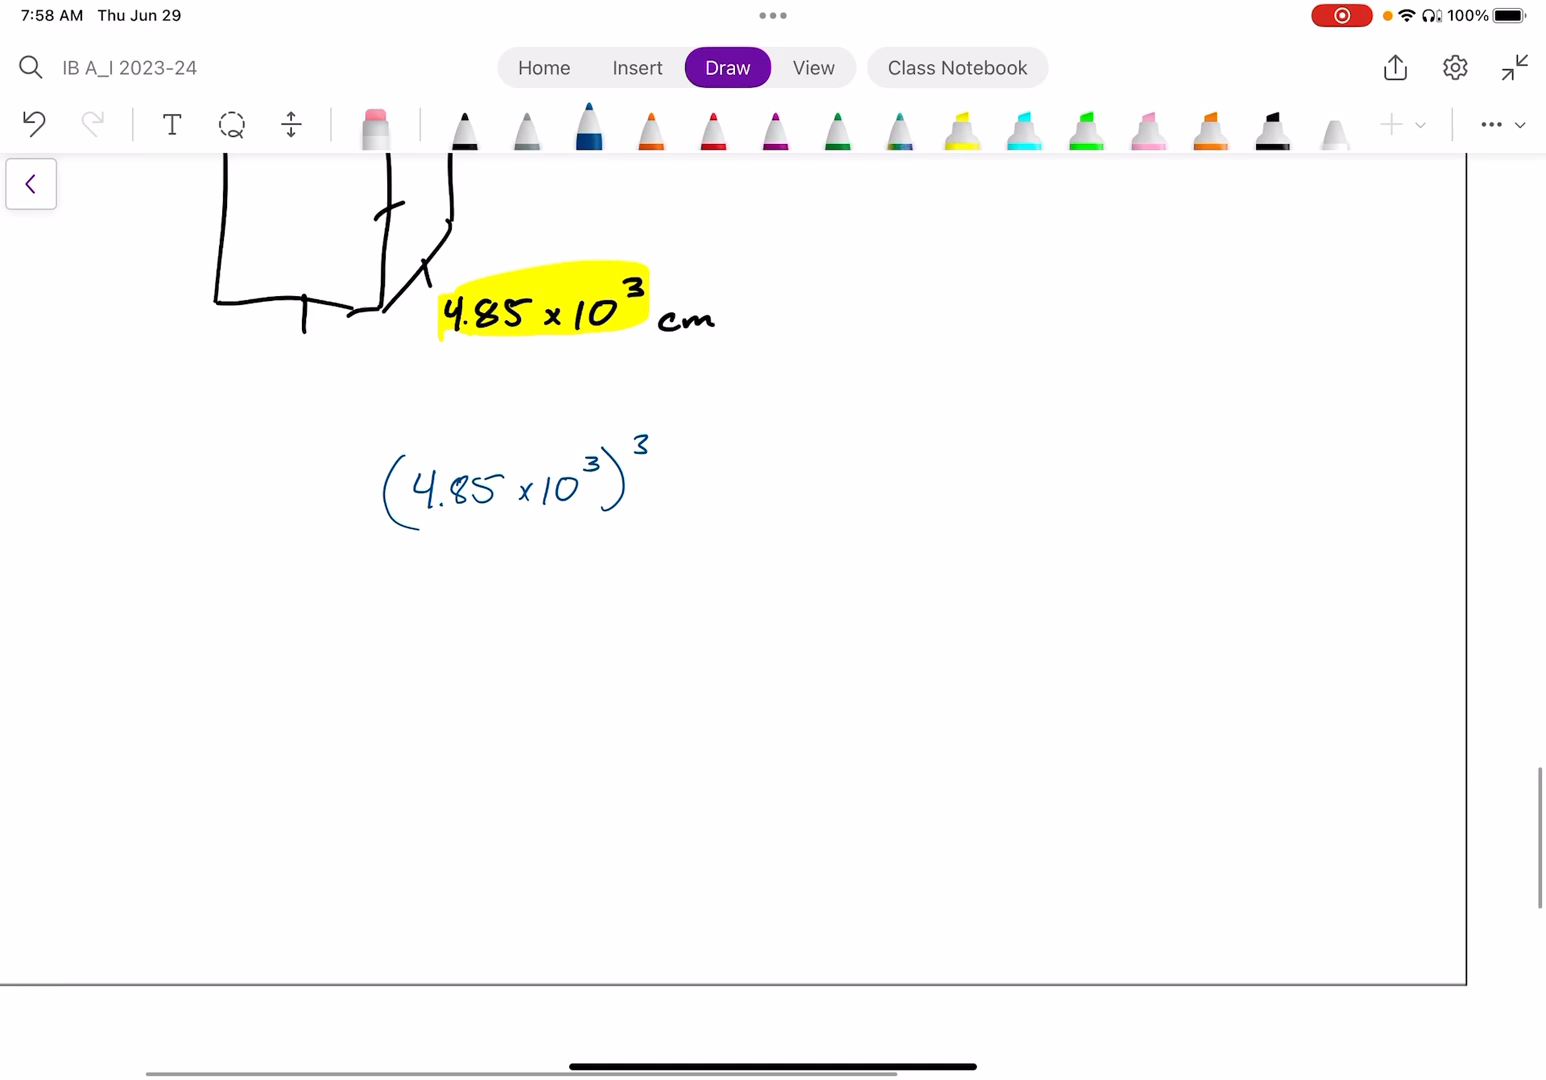 7:58 AM Thu Jun 29
100%
IB A_I 2023-24
Home Insert Draw View Class Notebook
T
4.85 × 10³ cm
(4.85 × 10³)³